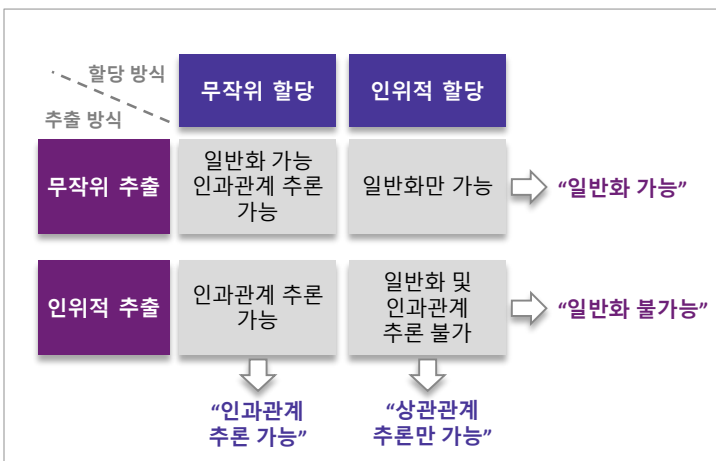 할당 방식
추출 방식
무작위 할당
인위적 할당
무작위 추출
일반화 가능
인과관계 추론
가능
일반화만 가능
“일반화 가능”
인위적 추출
인과관계 추론
가능
일반화 및
인과관계
추론 불가
“일반화 불가능”
“인과관계
추론 가능”
“상관관계
추론만 가능”